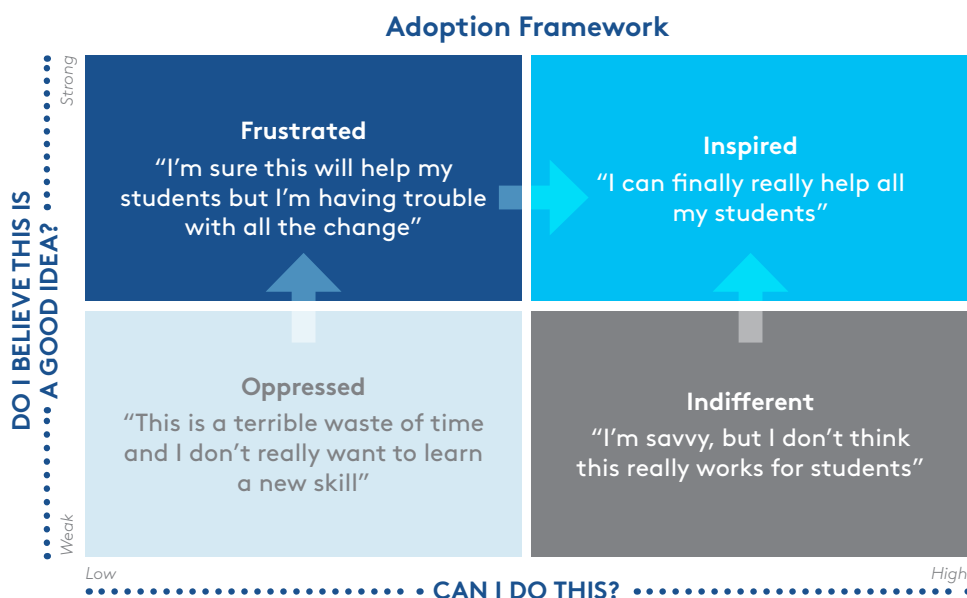 Adoption Framework
DO I BELIEVE THIS IS
A GOOD IDEA?
Strong
Weak
Frustrated
“I’m sure this will help my
students but I’m having trouble
with all the change”
Inspired
“I can finally really help all
my students”
Oppressed
“This is a terrible waste of time
and I don’t really want to learn
a new skill”
Indifferent
“I’m savvy, but I don’t think
this really works for students”
Low
High
CAN I DO THIS?